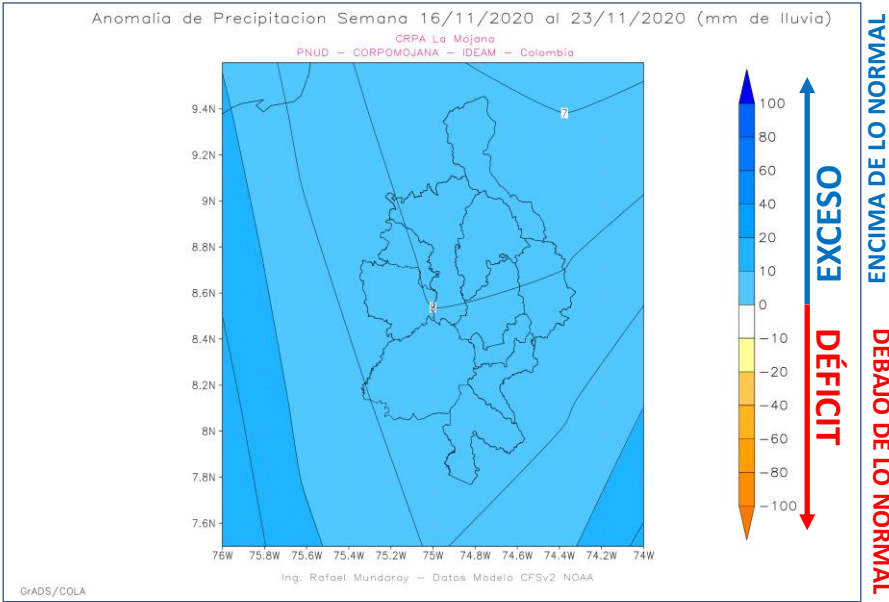 Anomalia de Precipitacion Semana 16/11/2020 al 23/11/2020 (mm de lluvia)
CRPA La Mojana
PNUD – CORPOMOJANA – IDEAM – Colombia
9.4N
9.2N
9N
8.8N
8.6N
8.4N
8.2N
8N
7.8N
7.6N
76W 75.8W 75.6W 75.4W 75.2W 75W 74.8W 74.6W 74.4W 74.2W 74W
7
100
80
60
40
20
10
0
−10
−20
−40
−60
−80
−100
EXCESO
DÉFICIT
ENCIMA DE LO NORMAL
DEBAJO DE LO NORMAL
Ing. Rafael Mundaray – Datos Modelo CFSv2 NOAA
GrADS/COLA